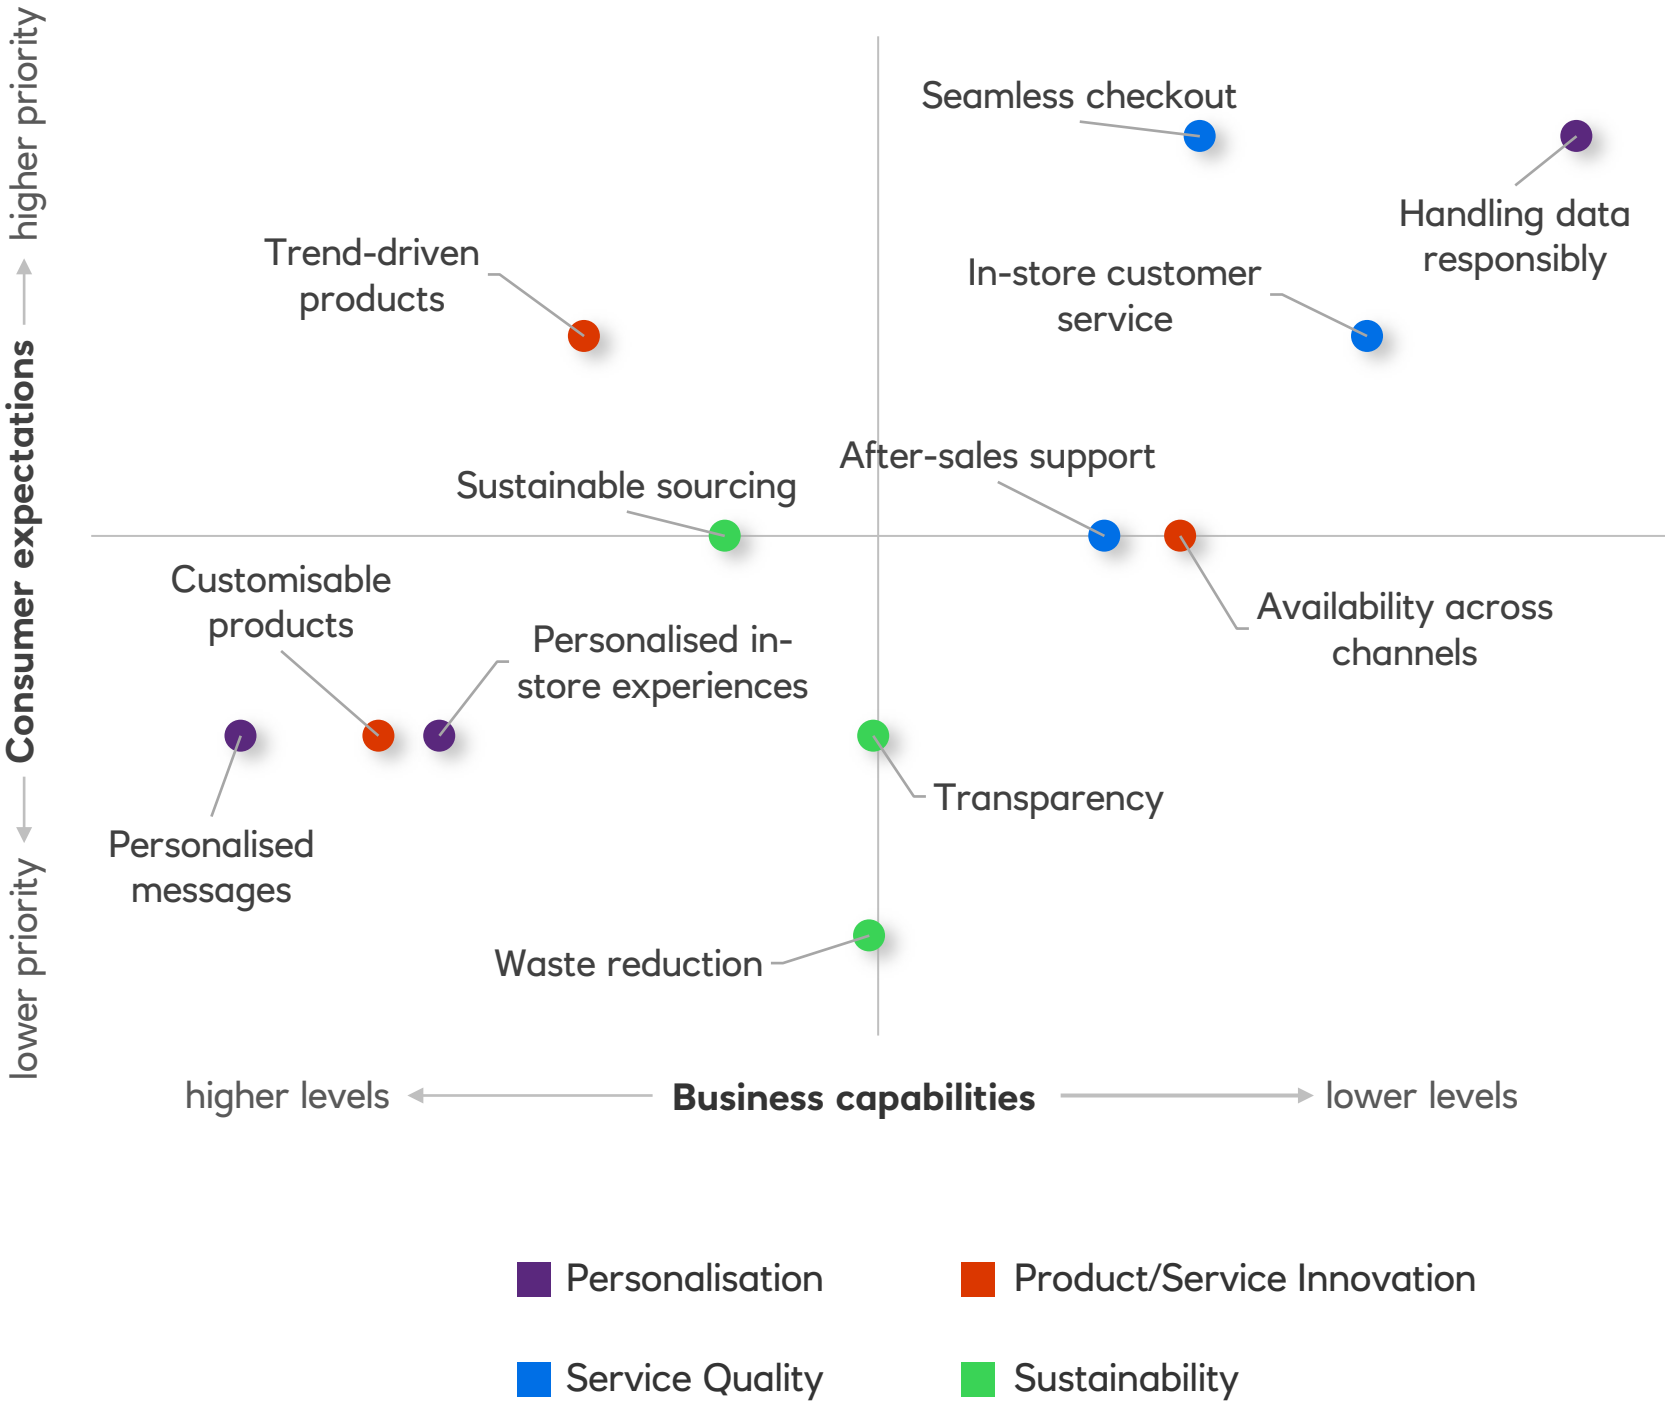 higher priority
Consumer expectations
lower priority
Seamless checkout
Handling data
responsibly
Trend-driven
products
In-store customer
service
After-sales support
Sustainable sourcing
Customisable
products
Personalised in-
store experiences
Availability across
channels
Transparency
Personalised
messages
Waste reduction
higher levels
Business capabilities
lower levels
Personalisation
Product/Service Innovation
Service Quality
Sustainability